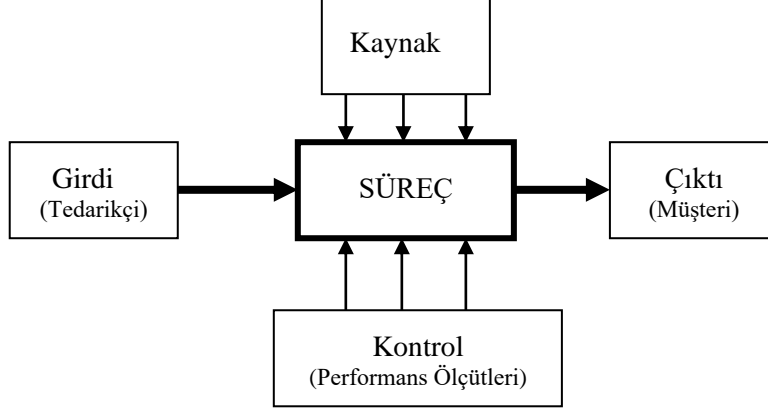 Kaynak
Girdi
(Tedarikçi)
SÜREÇ
Çıktı
(Müşteri)
Kontrol
(Performans Ölçütleri)